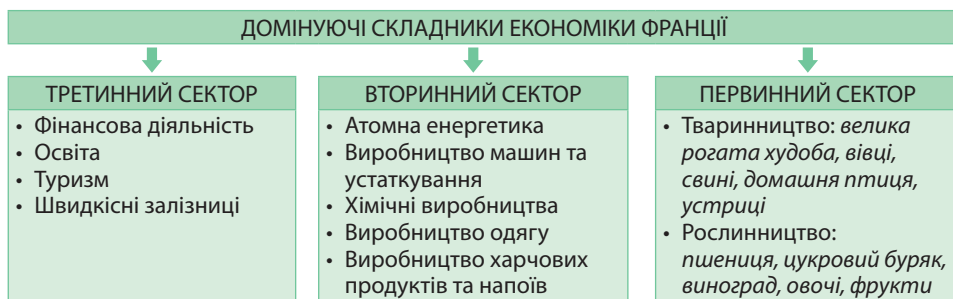 ДОМІНУЮЧІ СКЛАДНИКИ ЕКОНОМІКИ ФРАНЦІЇ
ТРЕТИННИЙ СЕКТОР
• Фінансова діяльність
• Освіта
• Туризм
• Швидкісні залізниці
ВТОРИННИЙ СЕКТОР
• Атомна енергетика
• Виробництво машин та
устаткування
• Хімічні виробництва
• Виробництво одягу
• Виробництво харчових
продуктів та напоїв
ПЕРВИННИЙ СЕКТОР
• Тваринництво: велика
рогата худоба, вівці,
свині, домашня птиця,
устриці
• Рослинництво:
пшениця, цукровий буряк,
виноград, овочі, фрукти